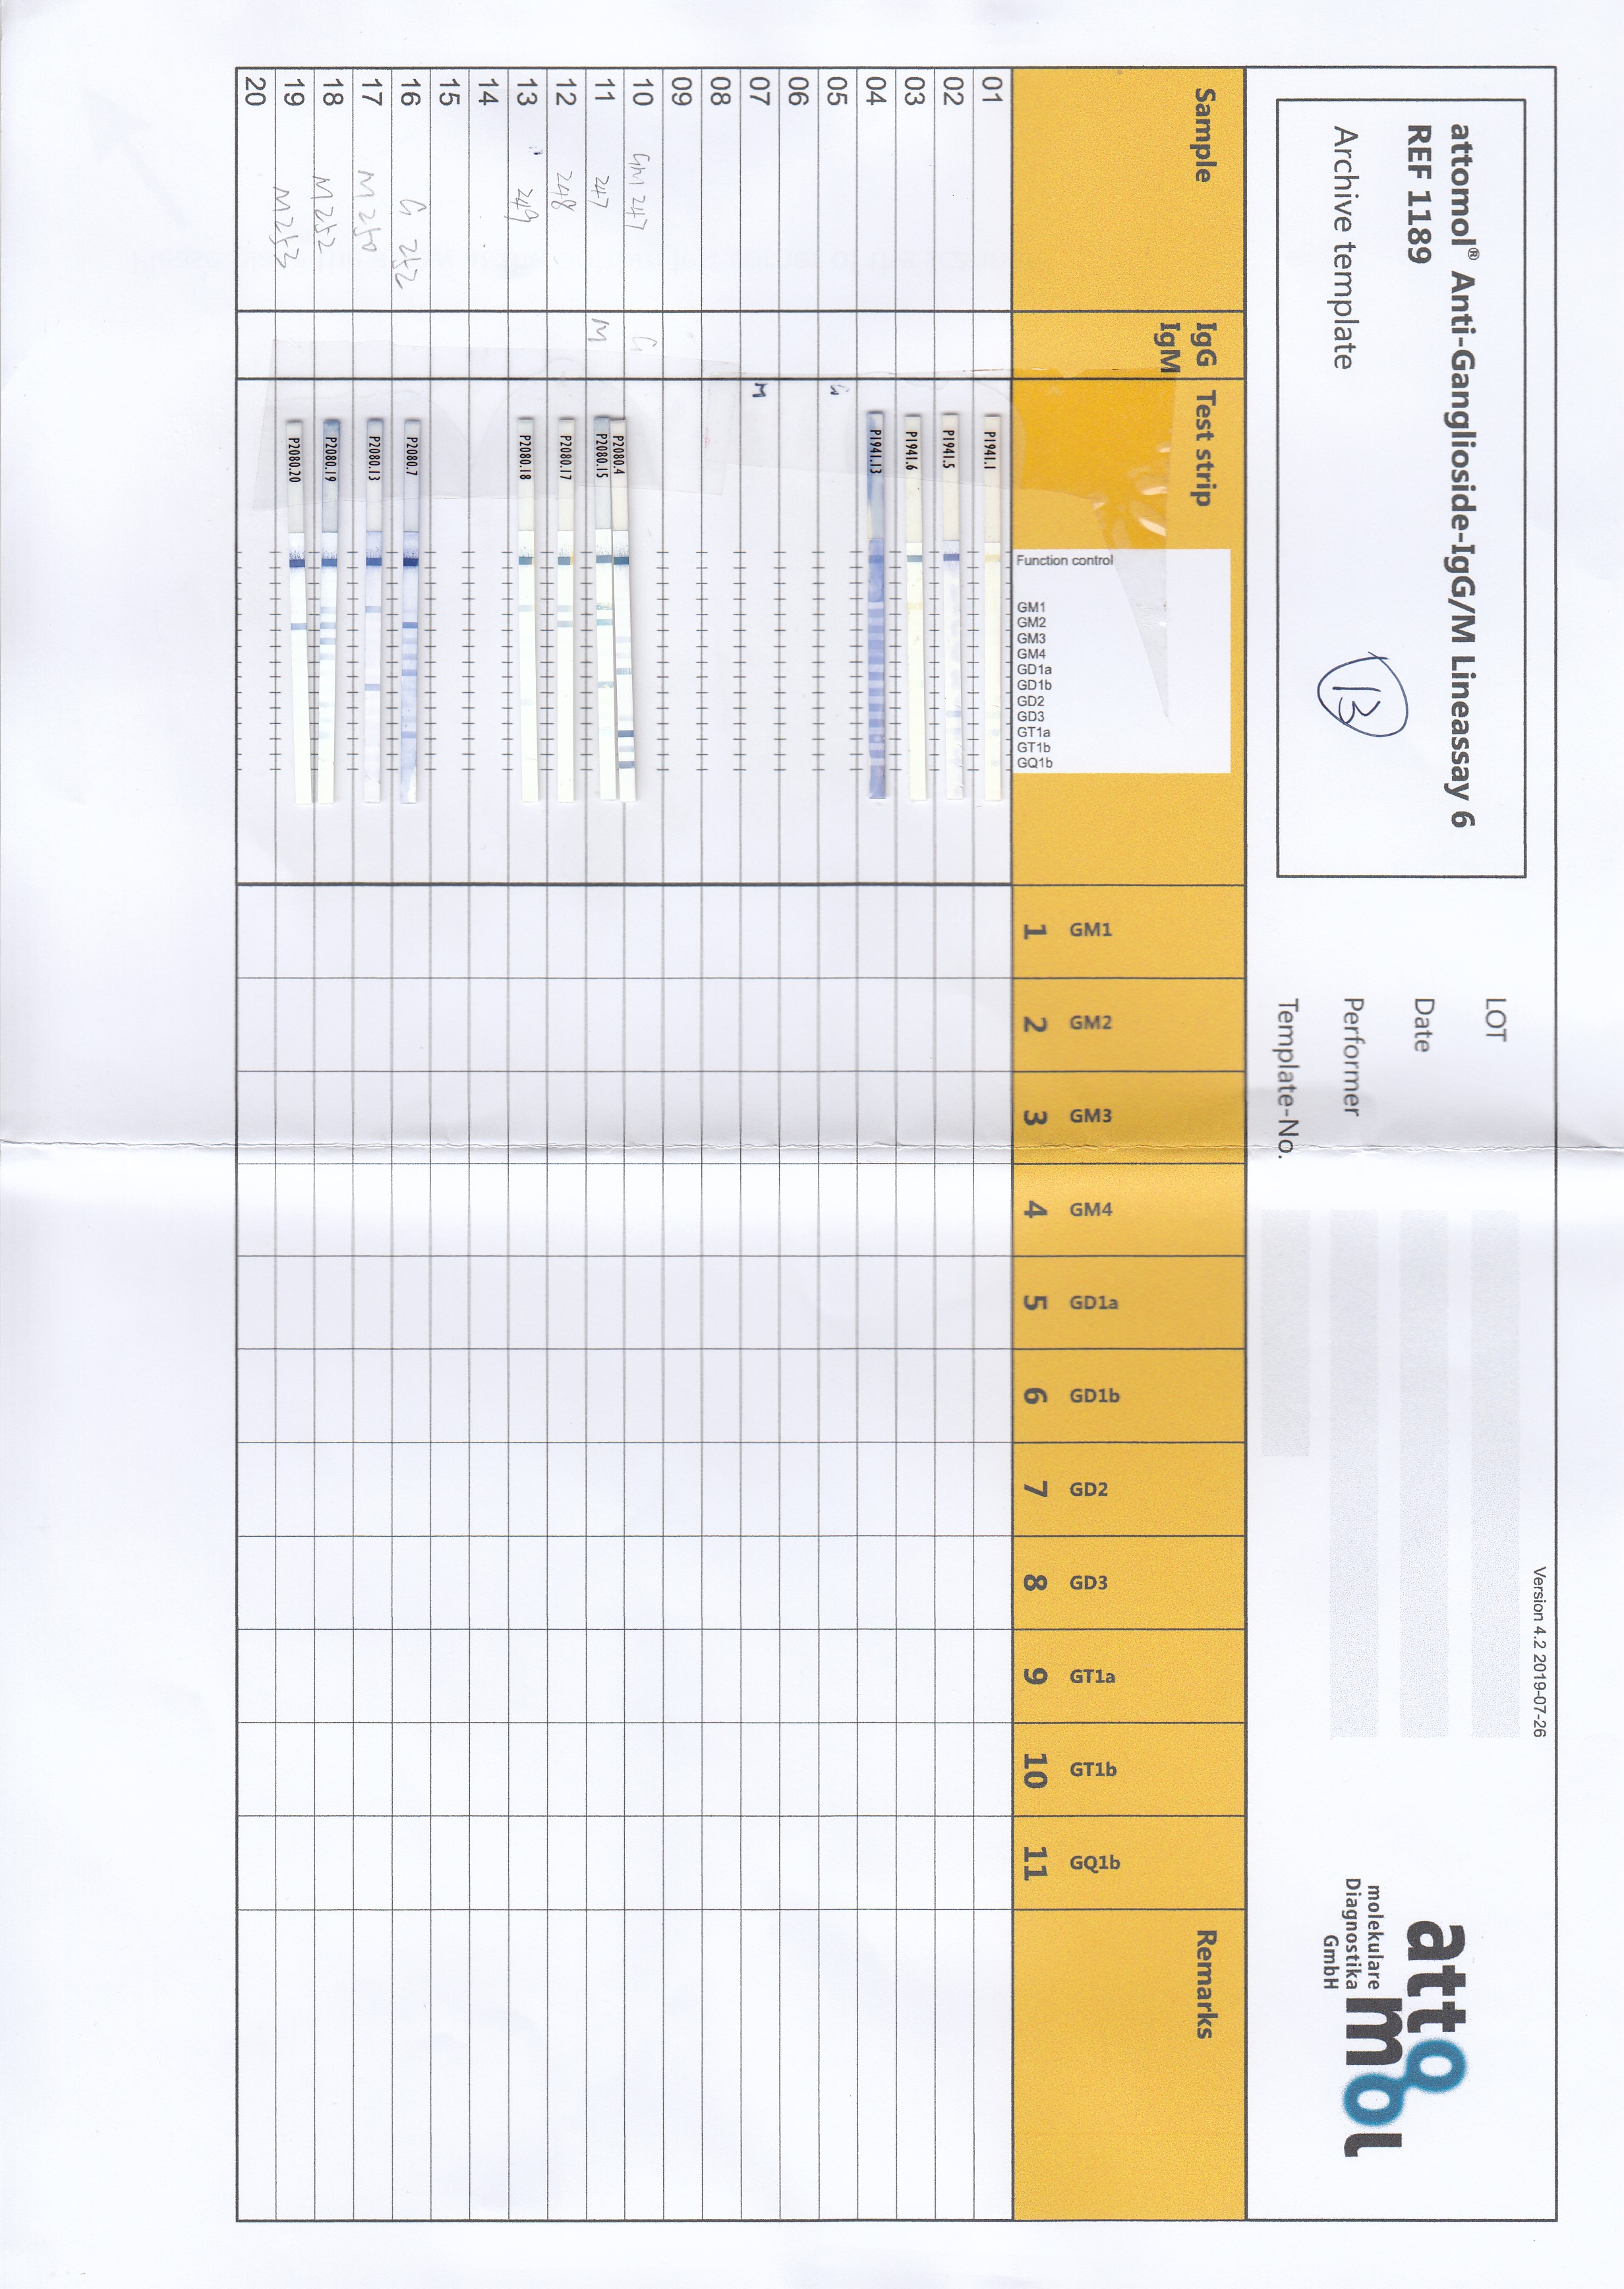 Version 4.2 2019-07-26
attomol® Anti-Ganglioside-IgG/M Lineassay 6
REF 1189
Archive template
B
LOT
Date
Performer
Template-No.
atto
mol
molekulare
Diagnostika
GmbH
Sample
IgG
IgM
Test strip
Function control
GM1
GM2
GM3
GM4
GD1a
GD1b
GD2
GD3
GT1a
GT1b
GQ1b
GM1
GM2
GM3
GM4
GD1a
GD1b
GD2
GD3
GT1a
GT1b
GQ1b
1 2 3 4 5 6 7 8 9 10 11
Remarks
01 P1941.1
02 P1941.5
03 P1941.6
04 P1941.13
05 G
06
07 M
08
09
10 GM 247 G P2080.4
11 247 M P2080.15
12 248 P2080.17
13 249 P2080.18
14
15
16 G 252 P2080.7
17 M 250 P2080.13
18 M252 P2080.19
19 M253 P2080.20
20